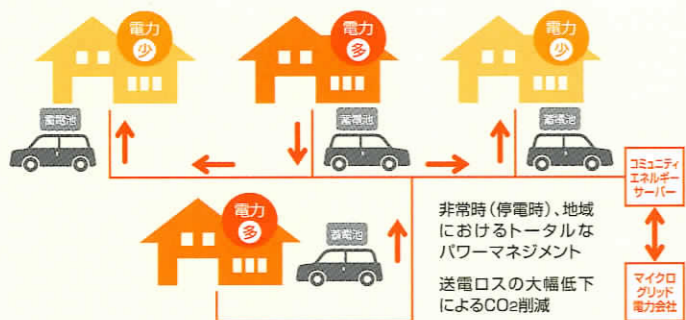 電力
少
電力
多
電力
少
蓄電池
蓄電池
蓄電池
コミュニティ
エネルギー
サーバー
電力
多
蓄電池
非常時(停電時)、地域
におけるトータルな
パワーマネジメント
送電ロスの大幅低下
によるCO2削減
マイクロ
グリッド
電力会社